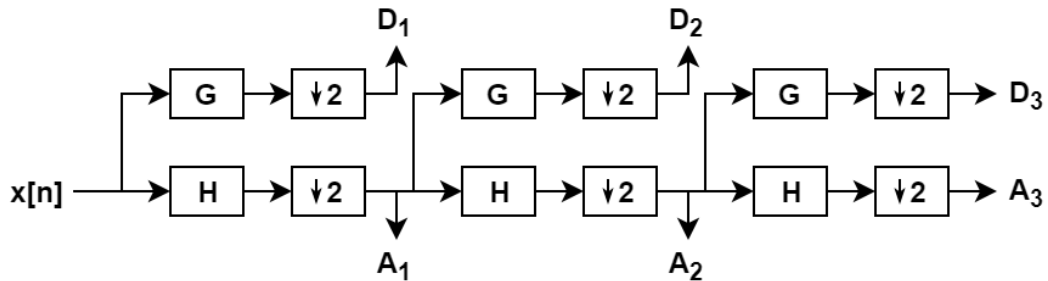 D₁ D₂
G ↓2 G ↓2 G ↓2 D₃
x[n] H ↓2 H ↓2 H ↓2 A₃
A₁ A₂